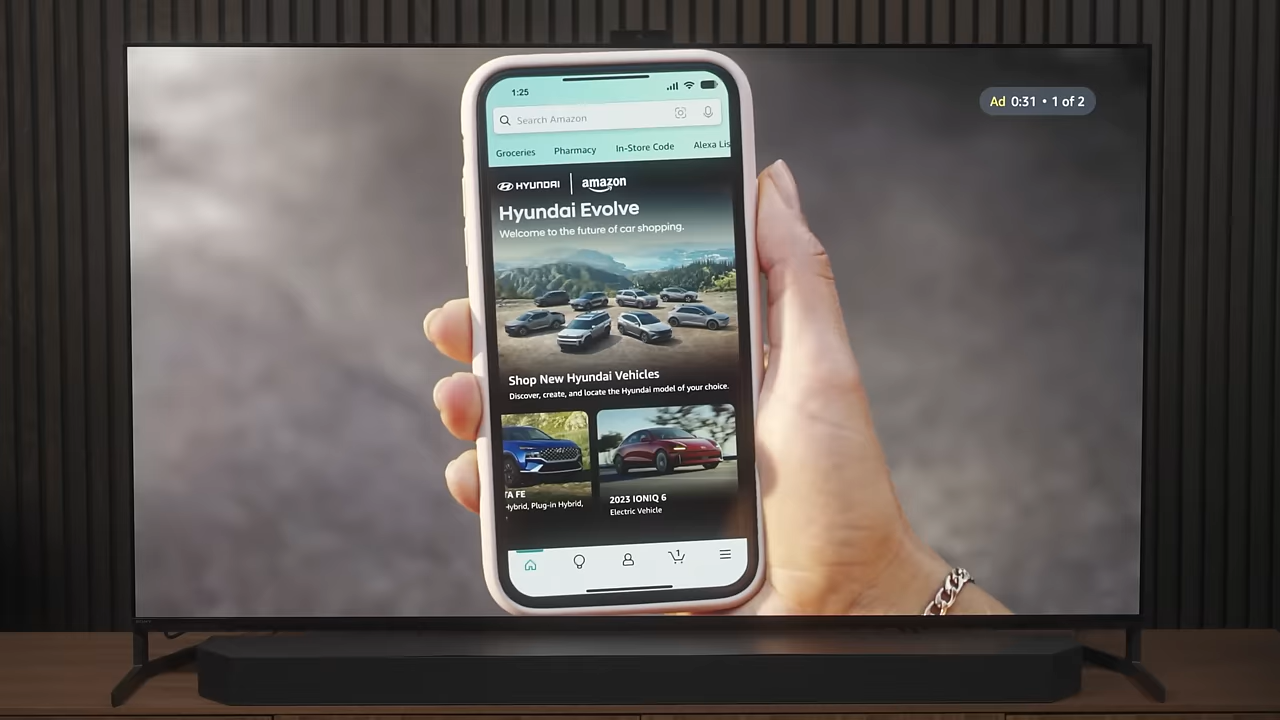 Ad 0:31 • 1 of 2
1:25
Search Amazon
Groceries Pharmacy In-Store Code Alexa Lis
HYUNDAI amazon
Hyundai Evolve
Welcome to the future of car shopping.
Shop New Hyundai Vehicles
Discover, create, and locate the Hyundai model of your choice.
TA FE
Hybrid, Plug-in Hybrid,
2023 IONIQ 6
Electric Vehicle
1